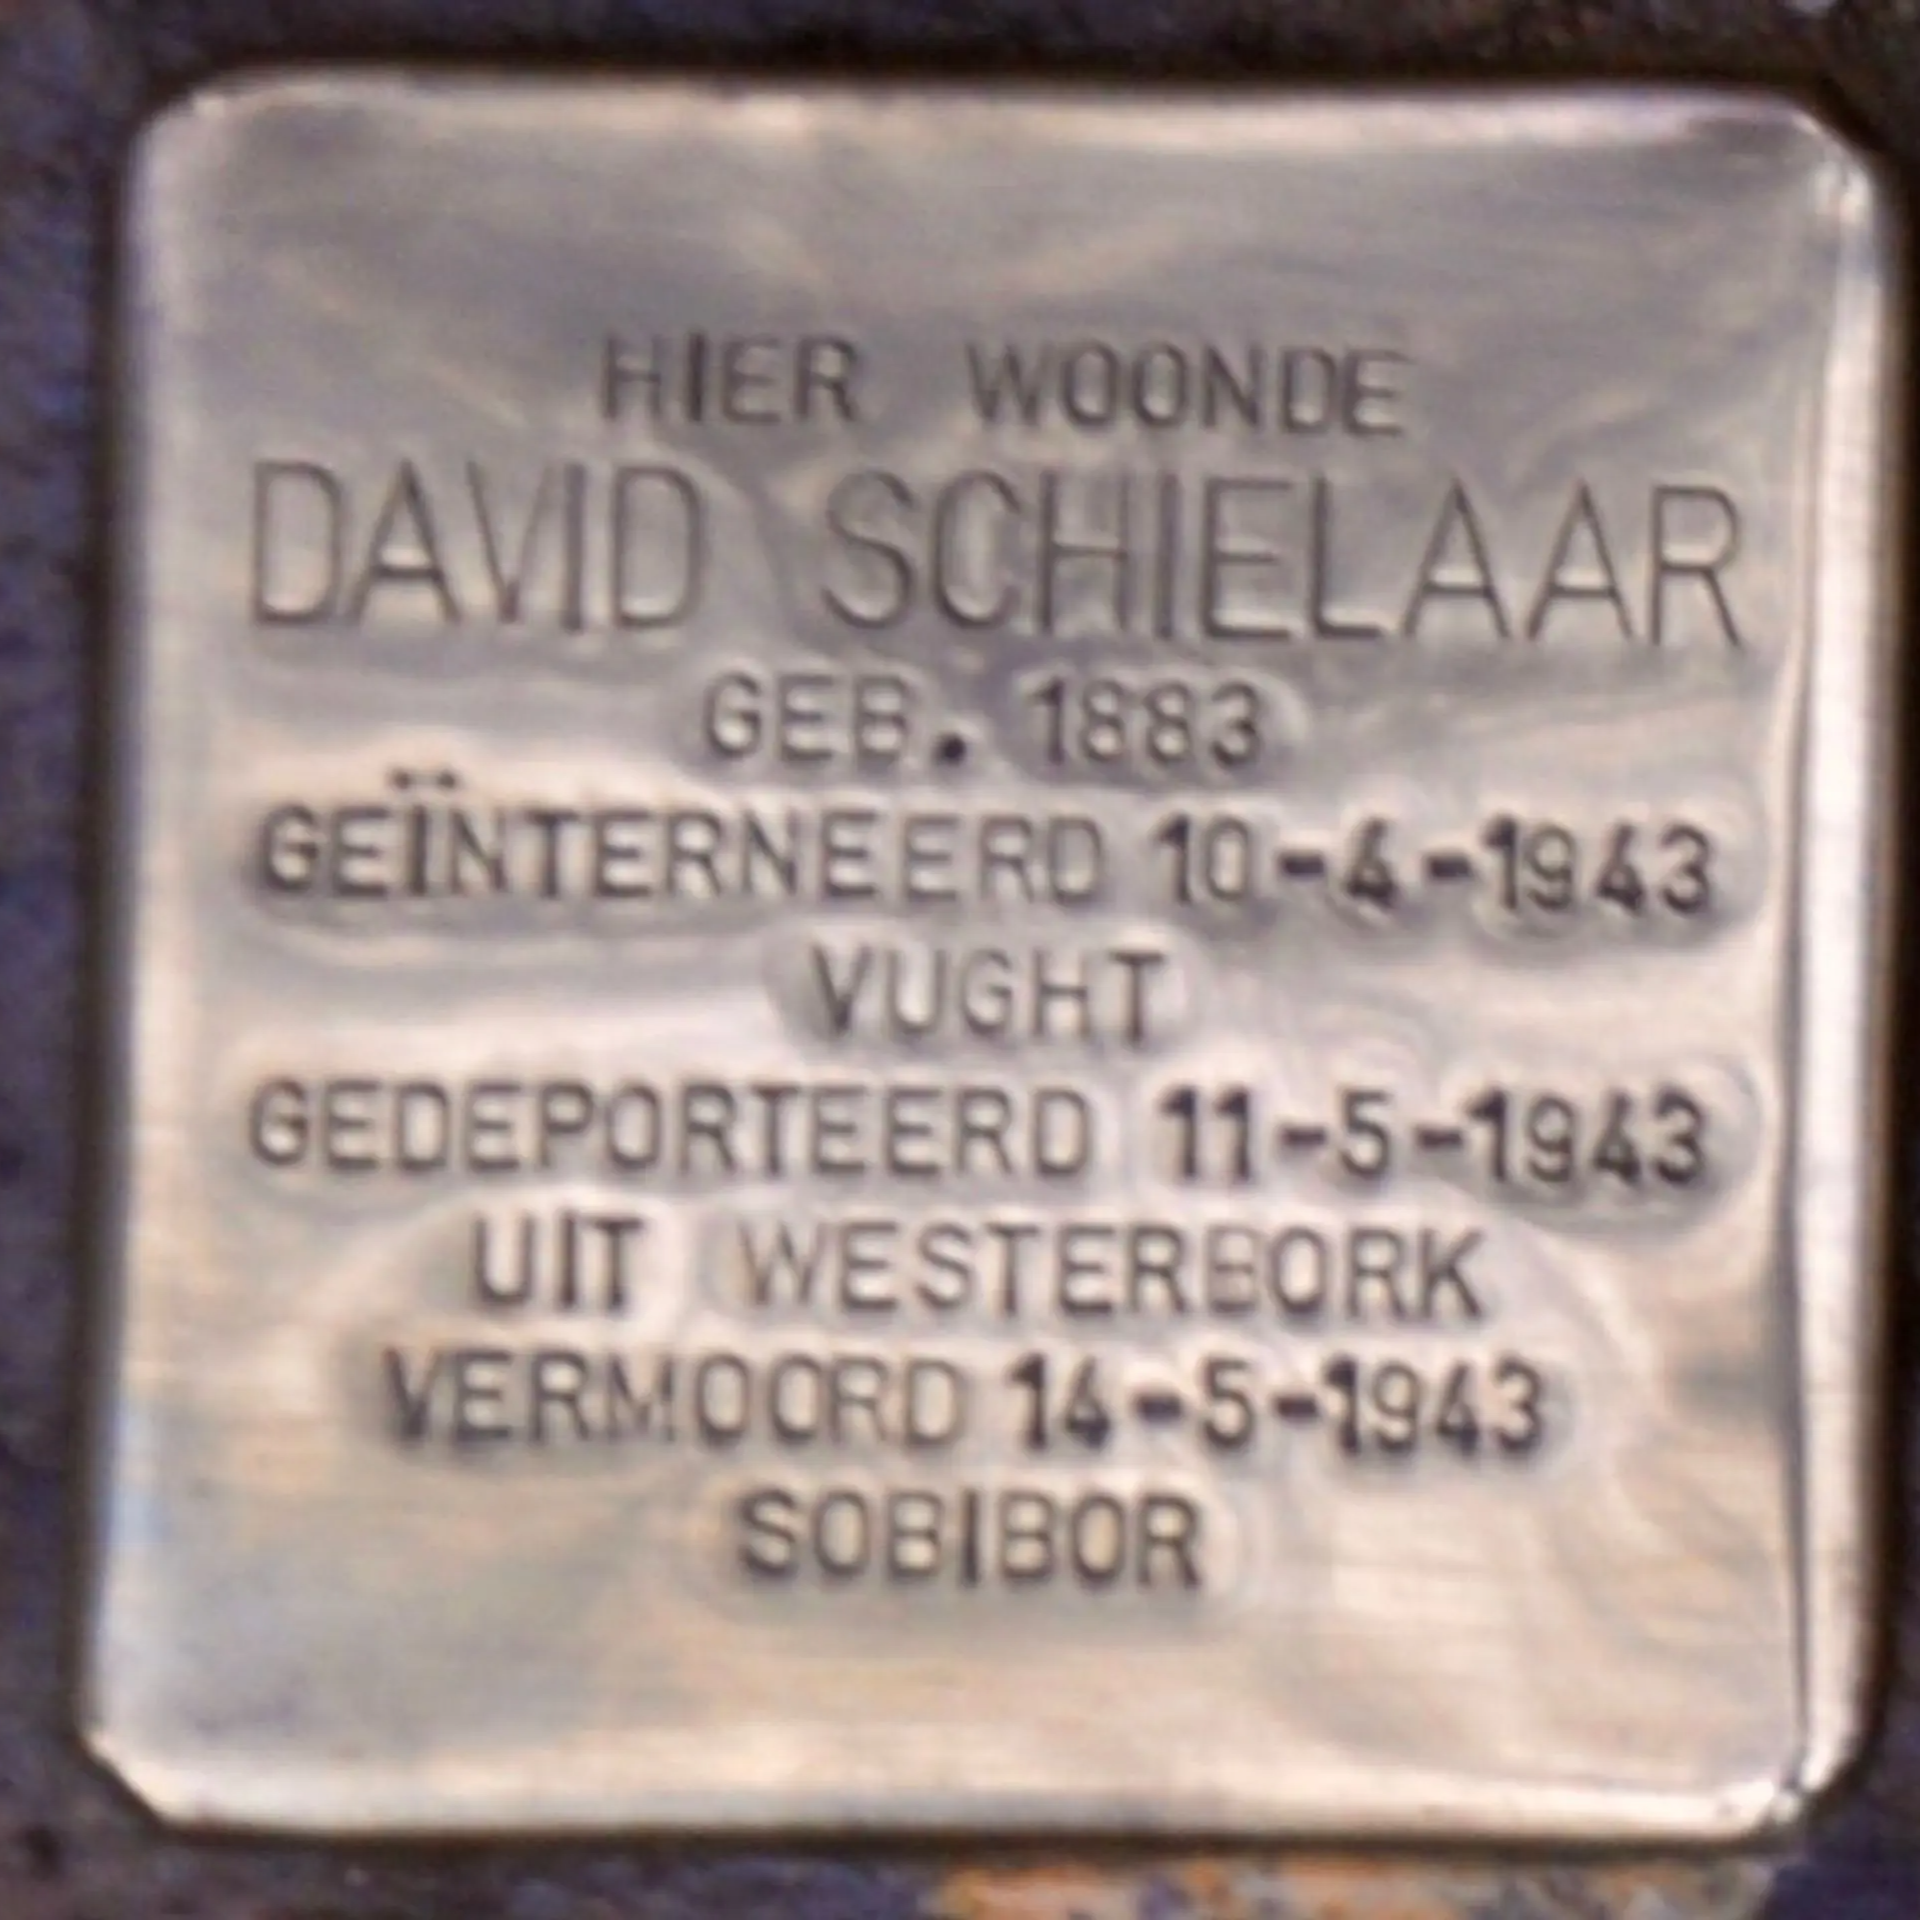 HIER WOONDE
DAVID SCHIELAAR
GEB. 1883
GEÏNTERNEERD 10-4-1943
VUGHT
GEDEPORTEERD 11-5-1943
UIT WESTERBORK
VERMOORD 14-5-1943
SOBIBOR